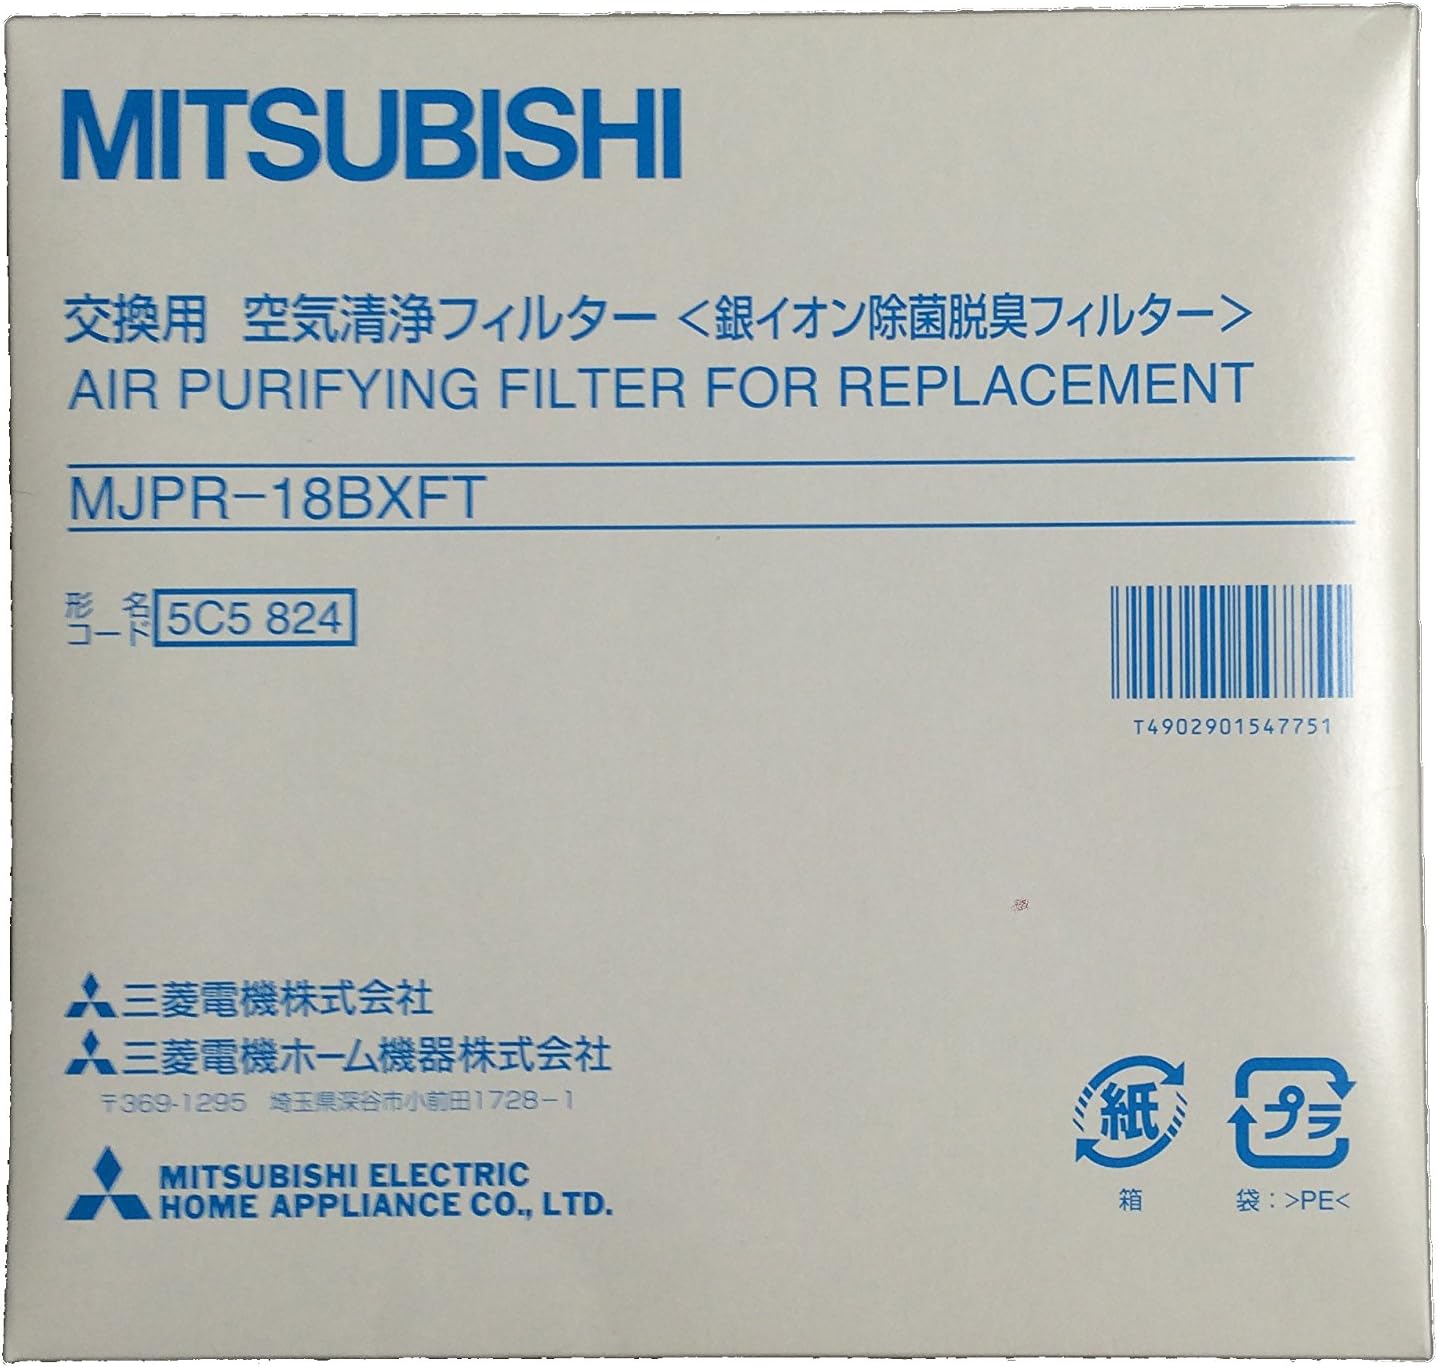 MITSUBISHI
交換用 空気清浄フィルター<銀イオン除菌脱臭フィルター>
AIR PURIFYING FILTER FOR REPLACEMENT
MJPR-18BXFT
形名
コード 5C5 824
T4902901547751
三菱電機株式会社
三菱電機ホーム機器株式会社
〒369-1295 埼玉県深谷市小前田1728-1
MITSUBISHI ELECTRIC
HOME APPLIANCE CO., LTD.
紙
箱
プラ
袋：>PE<